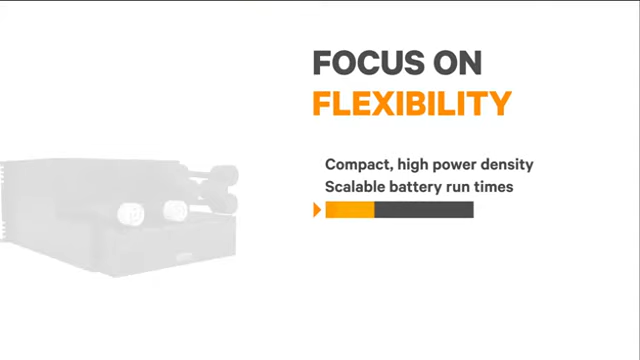 FOCUS ON
FLEXIBILITY
Compact, high power density
Scalable battery run times